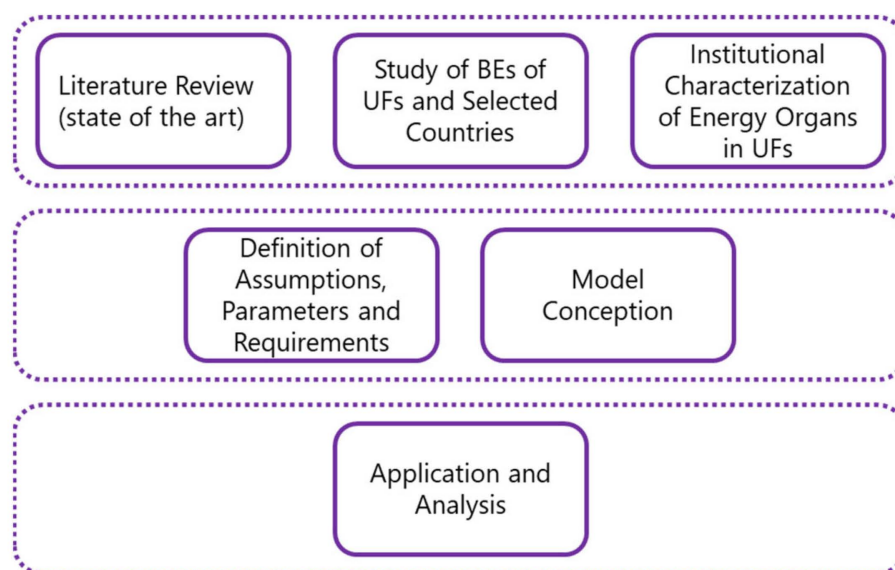 Literature Review
(state of the art)
Study of BEs of
UFs and Selected
Countries
Institutional
Characterization
of Energy Organs
in UFs
Definition of
Assumptions,
Parameters and
Requirements
Model
Conception
Application and
Analysis